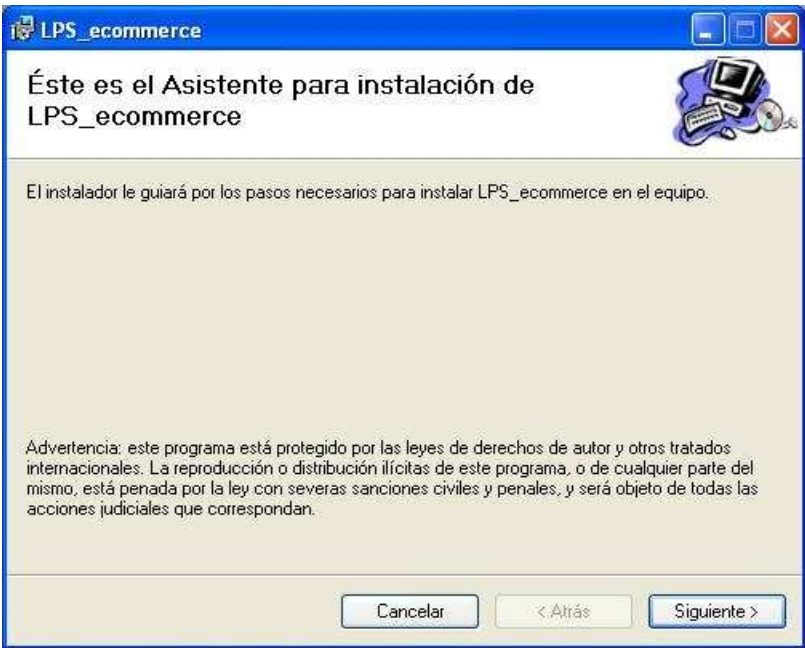 LPS_ecommerce
Éste es el Asistente para instalación de
LPS_ecommerce
El instalador le guiará por los pasos necesarios para instalar LPS_ecommerce en el equipo.
Advertencia: este programa está protegido por las leyes de derechos de autor y otros tratados
internacionales. La reproducción o distribución ilícitas de este programa, o de cualquier parte del
mismo, está penada por la ley con severas sanciones civiles y penales, y será objeto de todas las
acciones judiciales que correspondan.
Cancelar < Atrás Siguiente >